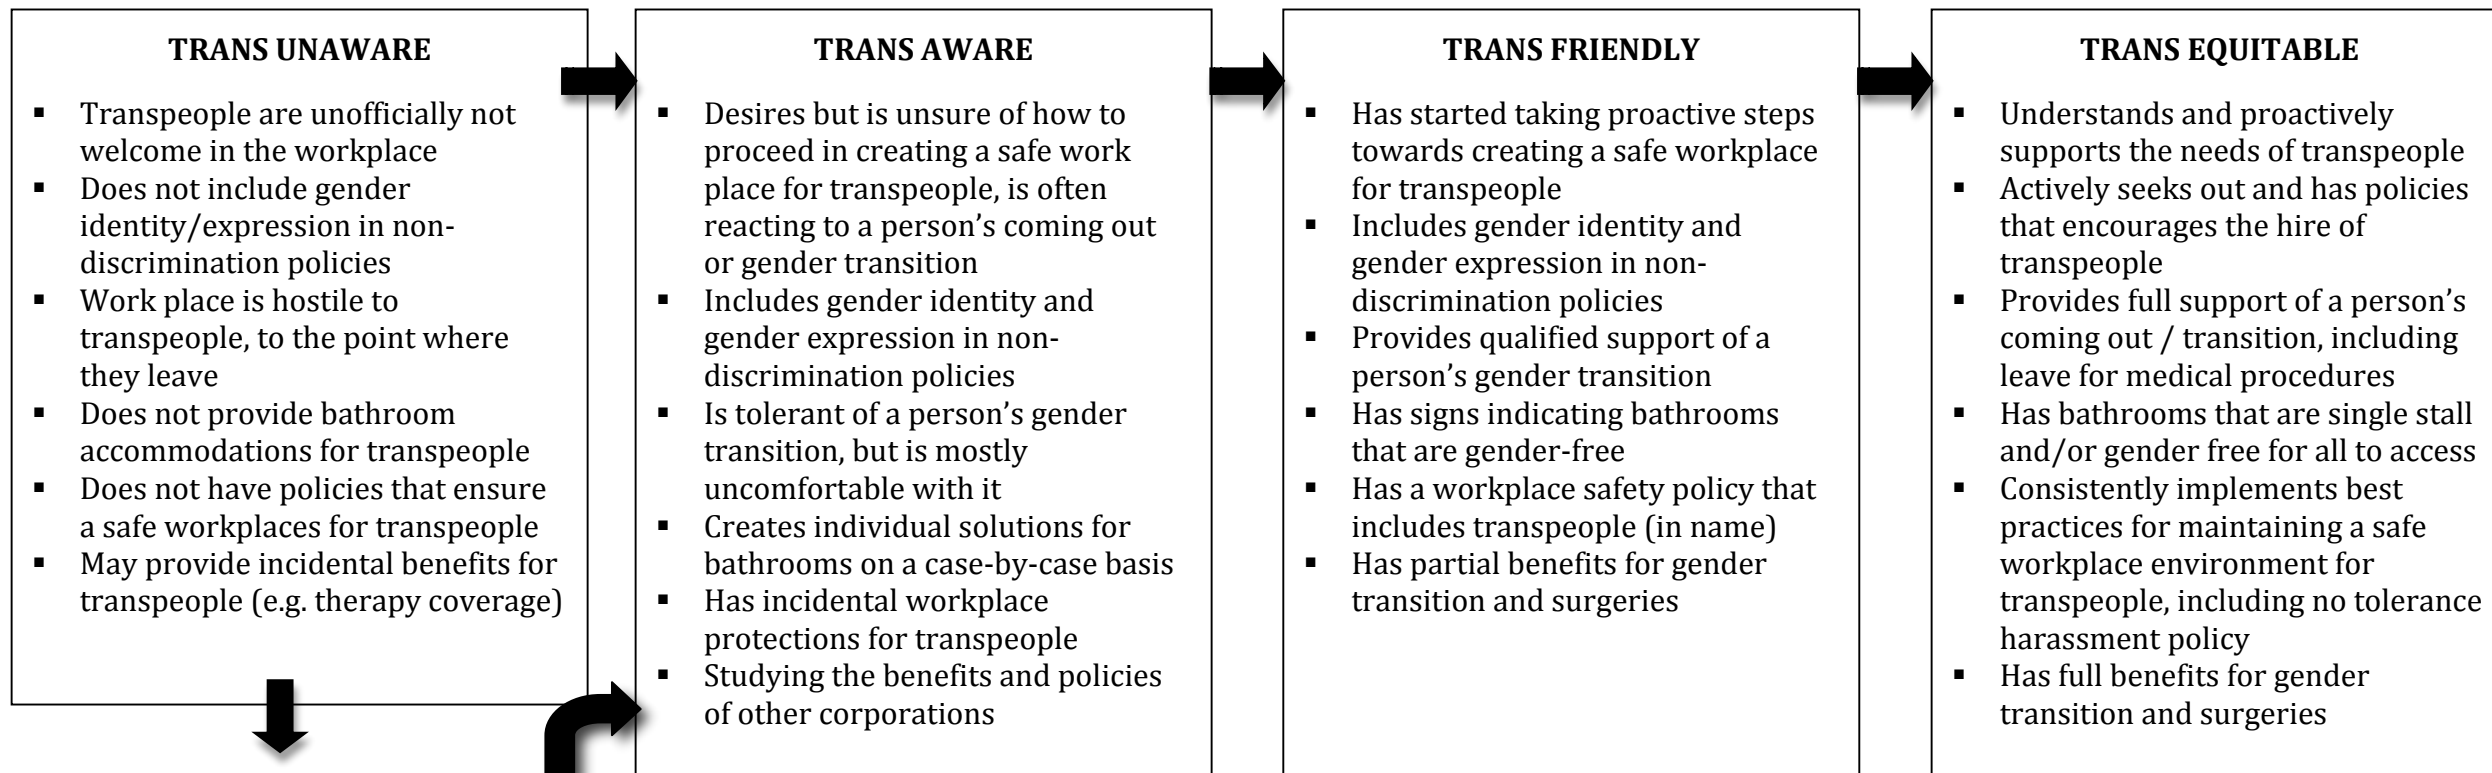 TRANS UNAWARE
▪ Transpeople are unofficially not
welcome in the workplace
▪ Does not include gender
identity/expression in non-
discrimination policies
▪ Work place is hostile to
transpeople, to the point where
they leave
▪ Does not provide bathroom
accommodations for transpeople
▪ Does not have policies that ensure
a safe workplaces for transpeople
▪ May provide incidental benefits for
transpeople (e.g. therapy coverage)
TRANS AWARE
▪ Desires but is unsure of how to
proceed in creating a safe work
place for transpeople, is often
reacting to a person’s coming out
or gender transition
▪ Includes gender identity and
gender expression in non-
discrimination policies
▪ Is tolerant of a person’s gender
transition, but is mostly
uncomfortable with it
▪ Creates individual solutions for
bathrooms on a case-by-case basis
▪ Has incidental workplace
protections for transpeople
▪ Studying the benefits and policies
of other corporations
TRANS FRIENDLY
▪ Has started taking proactive steps
towards creating a safe workplace
for transpeople
▪ Includes gender identity and
gender expression in non-
discrimination policies
▪ Provides qualified support of a
person’s gender transition
▪ Has signs indicating bathrooms
that are gender-free
▪ Has a workplace safety policy that
includes transpeople (in name)
▪ Has partial benefits for gender
transition and surgeries
TRANS EQUITABLE
▪ Understands and proactively
supports the needs of transpeople
▪ Actively seeks out and has policies
that encourages the hire of
transpeople
▪ Provides full support of a person’s
coming out / transition, including
leave for medical procedures
▪ Has bathrooms that are single stall
and/or gender free for all to access
▪ Consistently implements best
practices for maintaining a safe
workplace environment for
transpeople, including no tolerance
harassment policy
▪ Has full benefits for gender
transition and surgeries